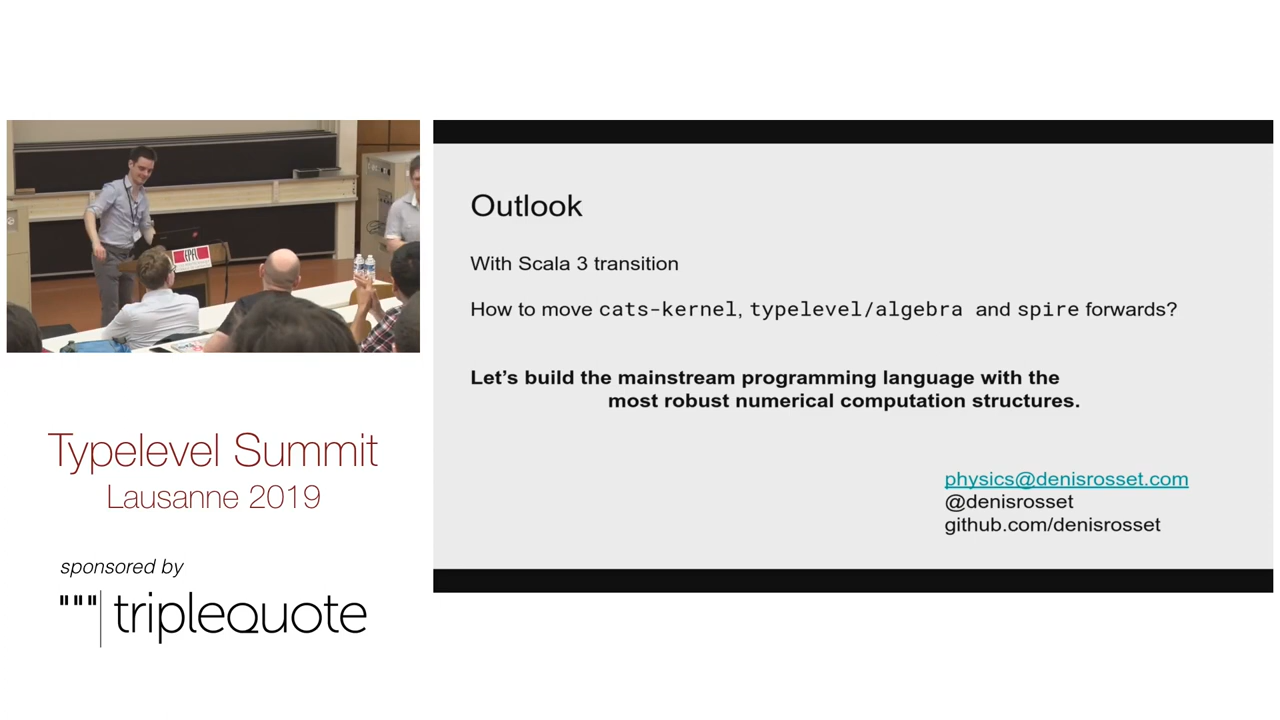 EPFL
Typelevel Summit
Lausanne 2019
sponsored by
"""|triplequote
Outlook
With Scala 3 transition
How to move cats-kernel, typelevel/algebra and spire forwards?
Let's build the mainstream programming language with the
most robust numerical computation structures.
physics@denisrosset.com
@denisrosset
github.com/denisrosset